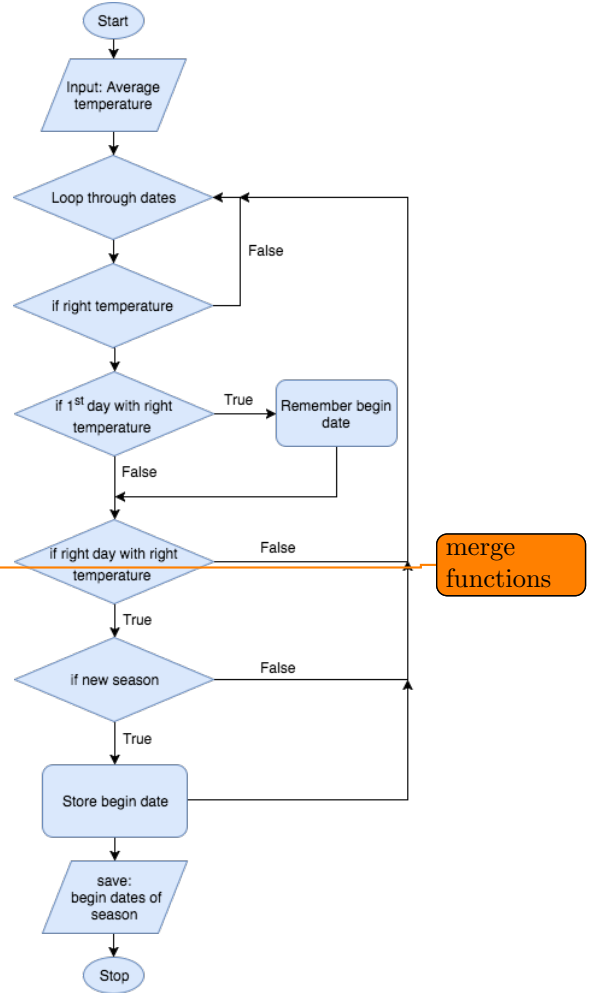 Start
Input: Average
temperature
Loop through dates
False
if right temperature
if 1st day with right
temperature
True
Remember begin
date
False
if right day with right
temperature
False
merge
functions
True
if new season
False
True
Store begin date
save:
begin dates of
season
Stop